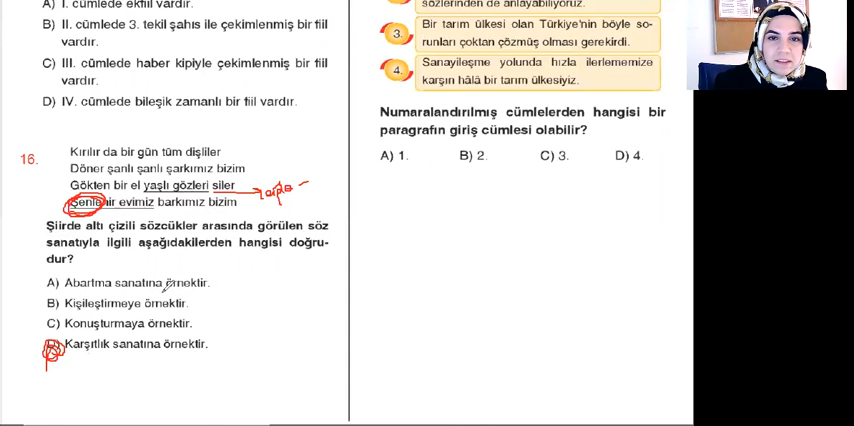 A) I. cümlede ekfiil vardır.
B) II. cümlede 3. tekil şahıs ile çekimlenmiş bir fiil
vardır.
C) III. cümlede haber kipiyle çekimlenmiş bir fiil
vardır.
D) IV. cümlede bileşik zamanlı bir fiil vardır.
16.
Kırılır da bir gün tüm dişliler
Döner şanlı şanlı şarkımız bizim
Gökten bir el yaşlı gözleri siler
Şenlenir evimiz barkımız bizim
Şiirde altı çizili sözcükler arasında görülen söz
sanatıyla ilgili aşağıdakilerden hangisi doğru-
dur?
A) Abartma sanatına örnektir.
B) Kişileştirmeye örnektir.
C) Konuşturmaya örnektir.
D) Karşıtlık sanatına örnektir.
sözlerinden de anlayabiliyoruz.
3.
Bir tarım ülkesi olan Türkiye'nin böyle so-
runları çoktan çözmüş olması gerekirdi.
4.
Sanayileşme yolunda hızla ilerlememize
karşın hâlâ bir tarım ülkesiyiz.
Numaralandırılmış cümlelerden hangisi bir
paragrafın giriş cümlesi olabilir?
A) 1. B) 2. C) 3. D) 4.